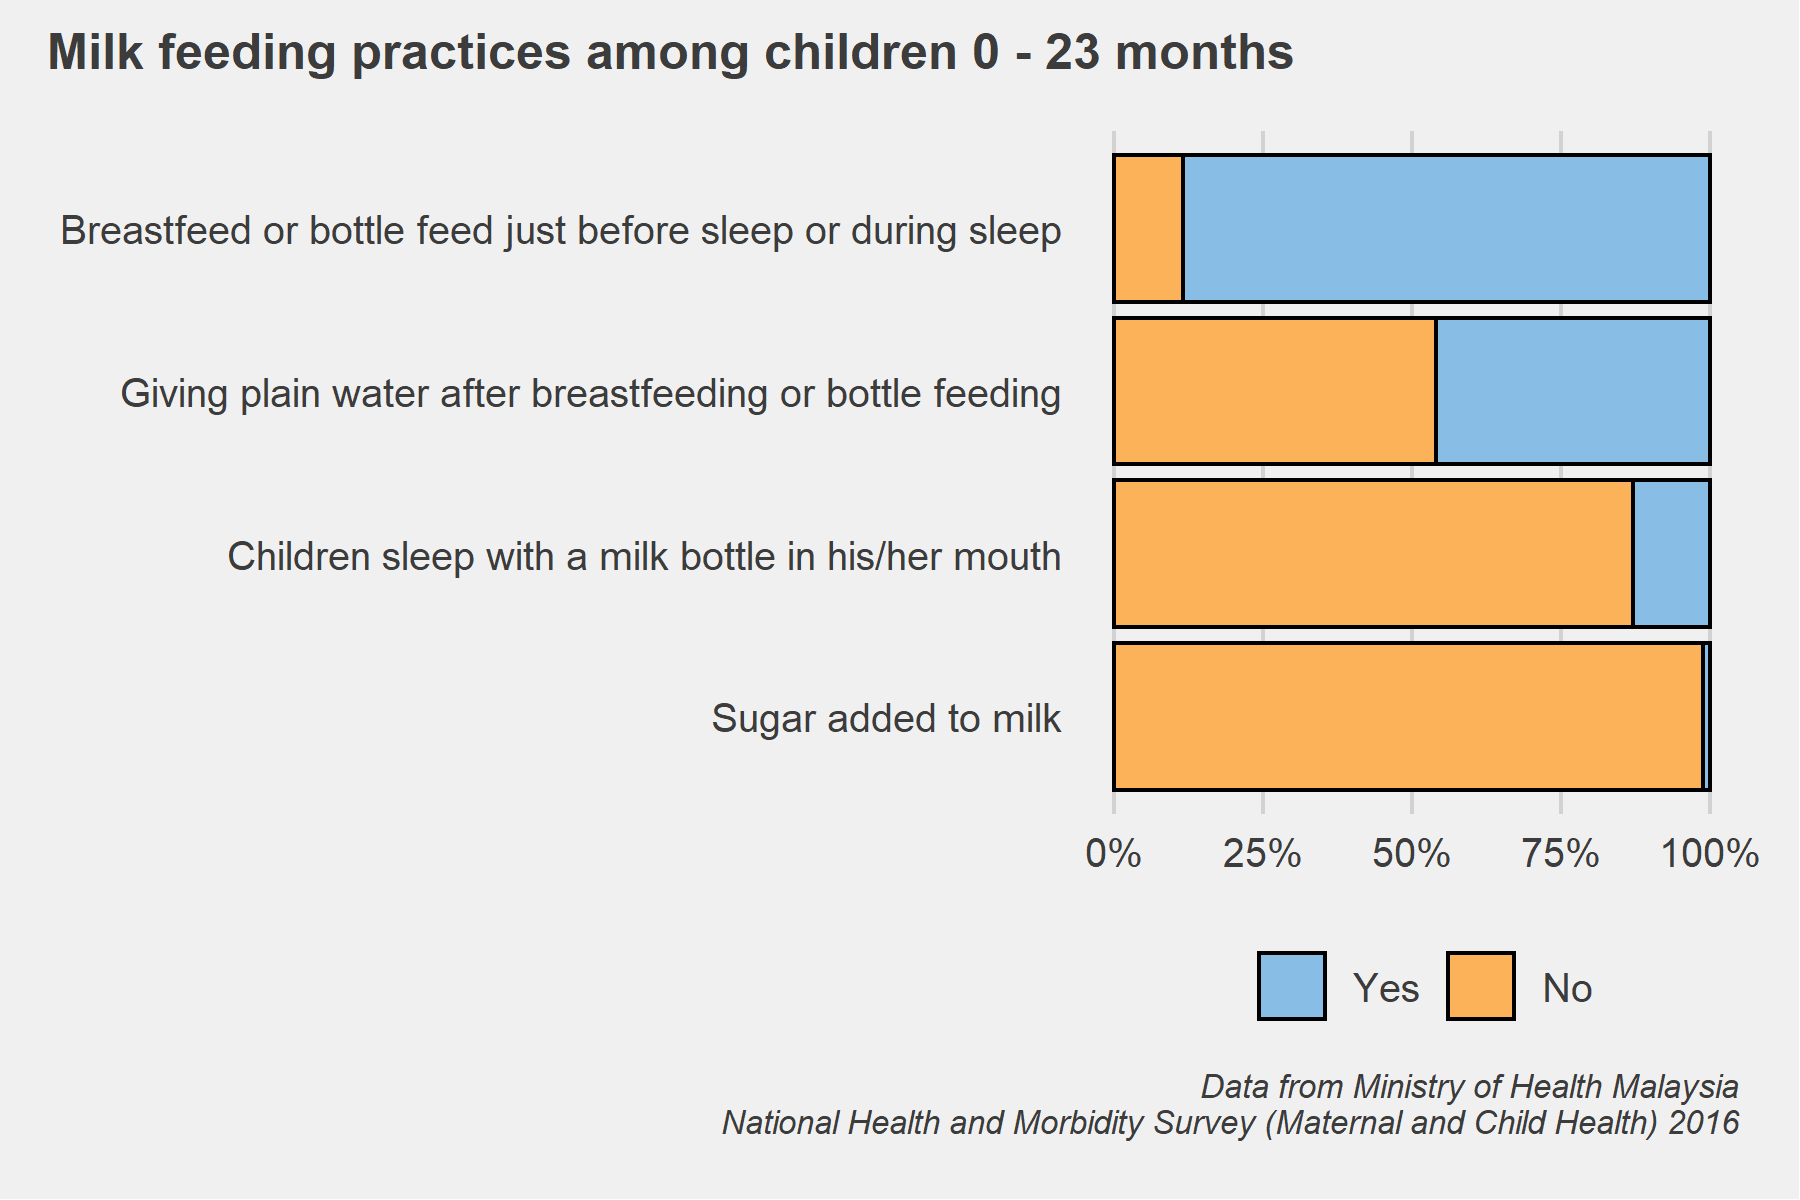 Milk feeding practices among children 0 - 23 months
Breastfeed or bottle feed just before sleep or during sleep
Giving plain water after breastfeeding or bottle feeding
Children sleep with a milk bottle in his/her mouth
Sugar added to milk
0% 25% 50% 75% 100%
Yes No
Data from Ministry of Health Malaysia
National Health and Morbidity Survey (Maternal and Child Health) 2016